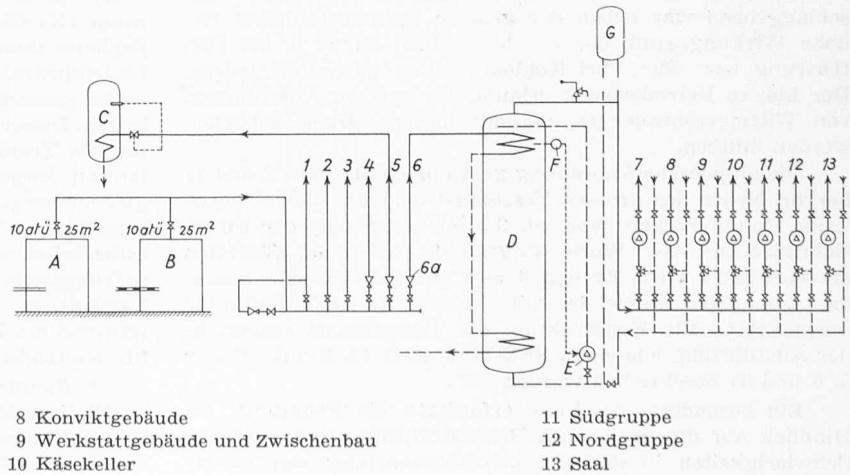 G
C
1 2 3 4 5 6
F
7 8 9 10 11 12 13
10 atü 25 m² 10 atü 25 m²
A B
D
6a
E
8 Konviktgebäude
9 Werkstattgebäude und Zwischenbau
10 Käsekeller
11 Südgruppe
12 Nordgruppe
13 Saal